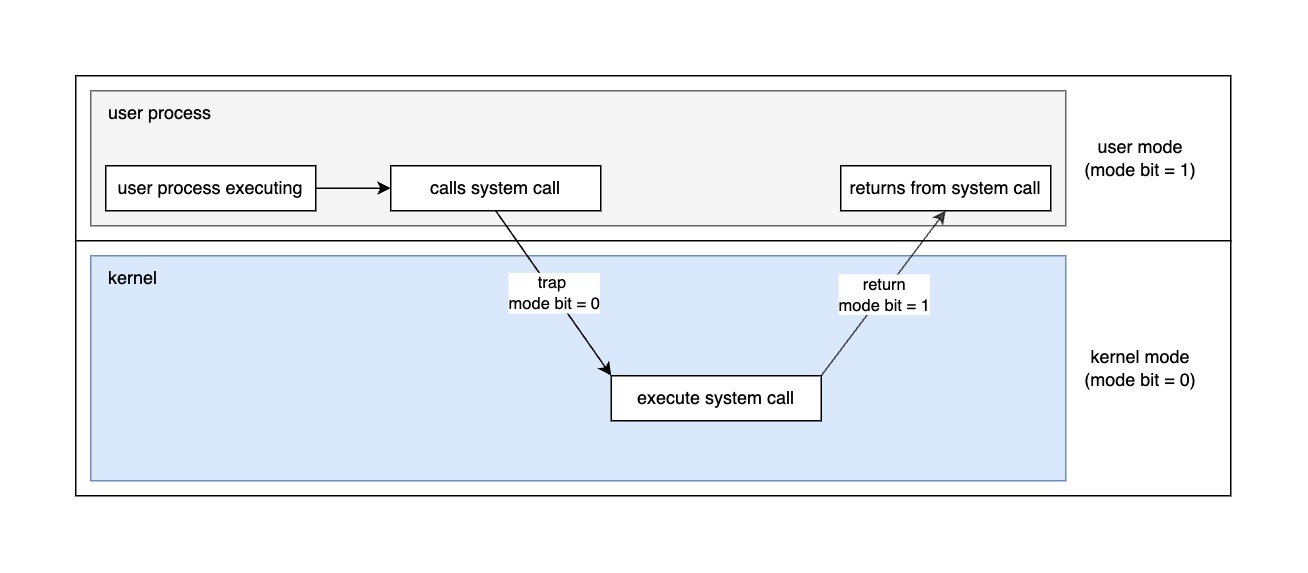 user process
user process executing
calls system call
returns from system call
user mode
(mode bit = 1)
kernel
trap
mode bit = 0
return
mode bit = 1
execute system call
kernel mode
(mode bit = 0)